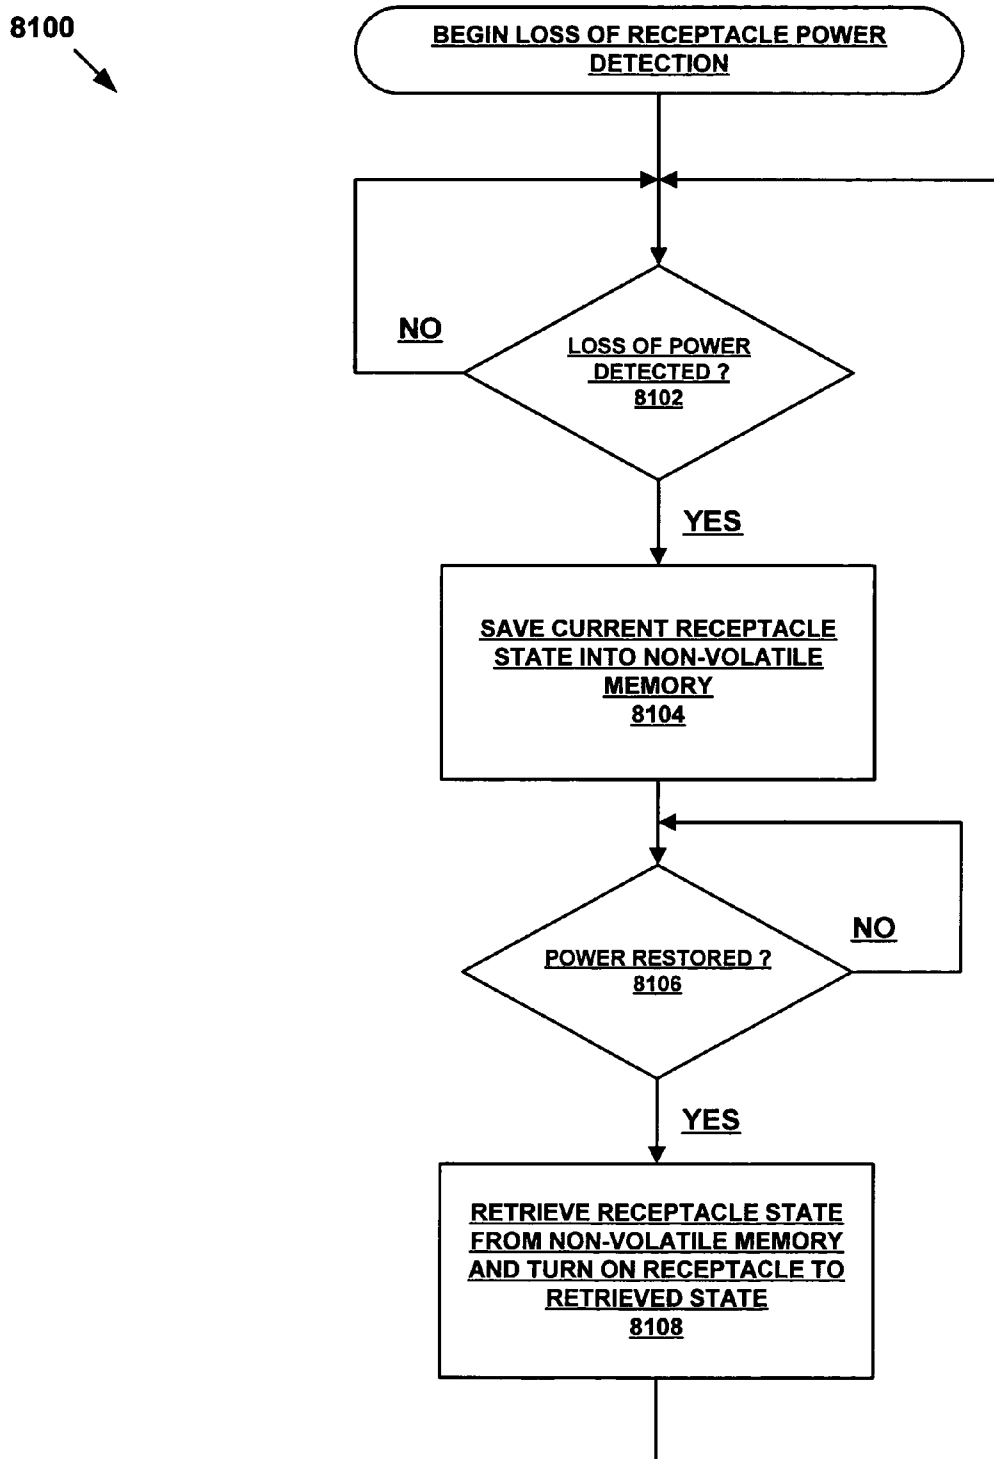 8100
BEGIN LOSS OF RECEPTACLE POWER
DETECTION
NO
LOSS OF POWER
DETECTED ?
8102
YES
SAVE CURRENT RECEPTACLE
STATE INTO NON-VOLATILE
MEMORY
8104
NO
POWER RESTORED ?
8106
YES
RETRIEVE RECEPTACLE STATE
FROM NON-VOLATILE MEMORY
AND TURN ON RECEPTACLE TO
RETRIEVED STATE
8108